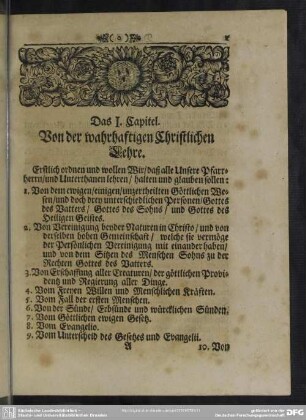 Das I. Capitel.
Von der wahrhafftigen Christlichen
Lehre.
Erstlich ordnen und wollen Wir/ daß alle Unsere Pfarr-
herrn/ und Unterthanen lehren/ halten und glauben sollen:
1. Von dem ewigen/ einigen/ unzertheilten Göttlichen We-
sen/ und doch drey unterschiedlichen Personen/ Gottes
des Vatters/ Gottes des Sohns/ und Gottes des
Heiligen Geistes.
2. Von Vereinigung beyder Naturen in Christo/ und von
derselben hohen Gemeinschafft/ welche sie vermöge
der Persönlichen Vereinigung mit einander haben/
und von dem Sitzen des Menschen Sohns zu der
Rechten Gottes des Vatters.
3. Von Erschaffung aller Creaturen/ der göttlichen Provi-
dentz und Regierung aller Dinge.
4. Vom Freyen Willen und Menschlichen Kräfften.
5. Vom Fall der ersten Menschen.
6. Von der Sünde/ Erbsünde und würcklichen Sünden.
7. Vom Göttlichen ewigen Gesetz.
8. Vom Evangelio.
9. Vom Unterscheid des Gesetzes und Evangelii.
A 10. Von